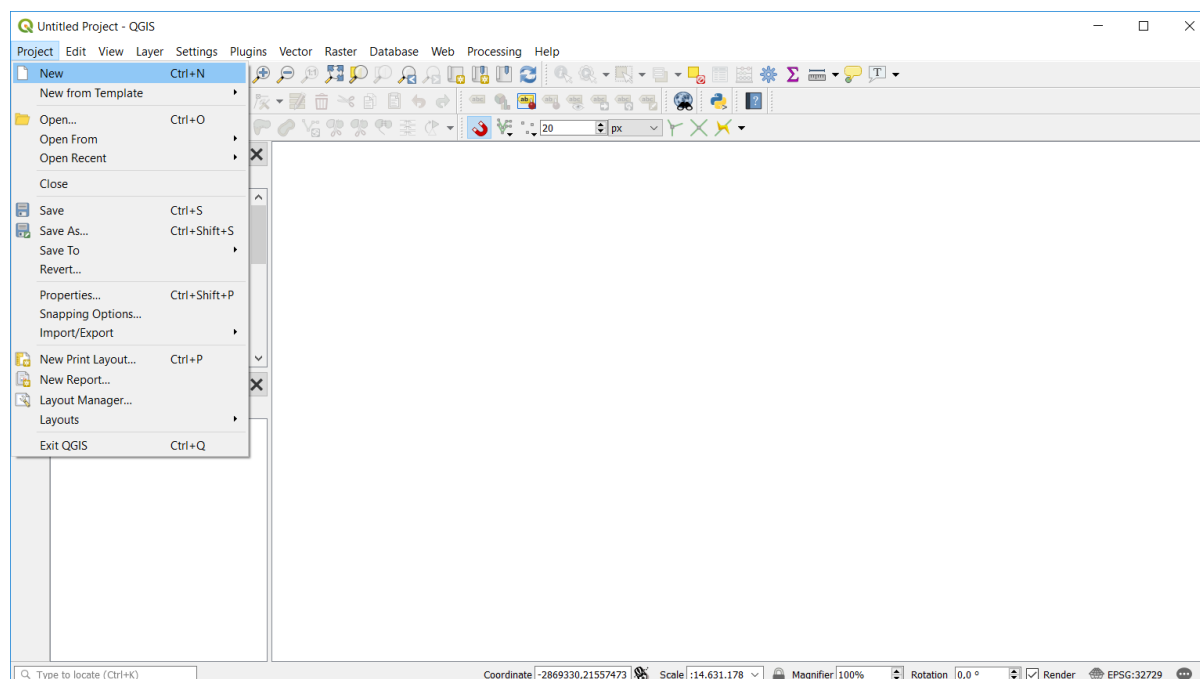 Untitled Project - QGIS
Project Edit View Layer Settings Plugins Vector Raster Database Web Processing Help
New Ctrl+N
New from Template
Open... Ctrl+O
Open From
Open Recent
Close
Save Ctrl+S
Save As... Ctrl+Shift+S
Save To
Revert...
Properties... Ctrl+Shift+P
Snapping Options...
Import/Export
New Print Layout... Ctrl+P
New Report...
Layout Manager...
Layouts
Exit QGIS Ctrl+Q
20 px
Type to locate (Ctrl+K) Coordinate -2869330,21557473 Scale :14.631.178 Magnifier 100% Rotation 0,0 ° Render EPSG:32729